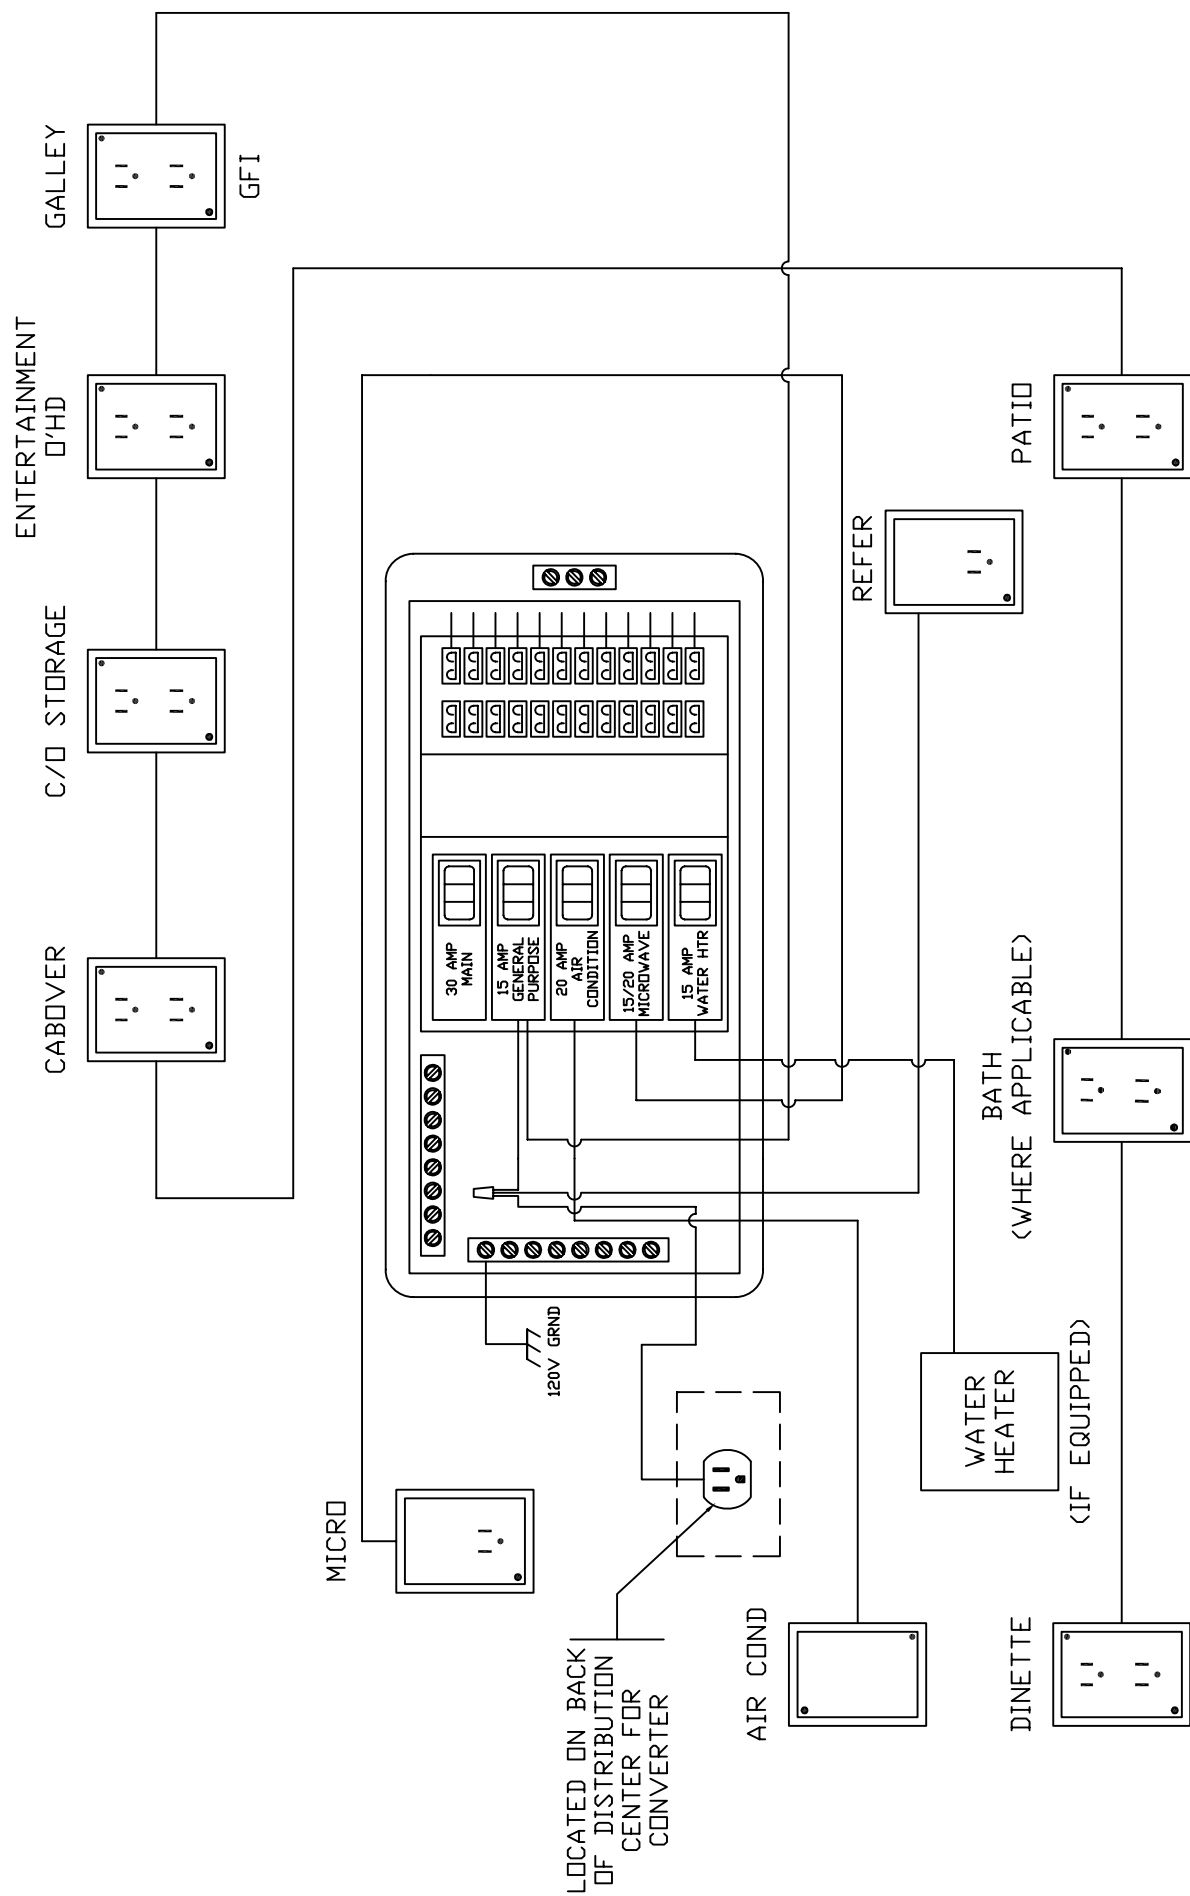 GALLEY
GFI
ENTERTAINMENT
O'HD
C/O STORAGE
CABOVER
PATIO
REFER
30 AMP
MAIN
15 AMP
GENERAL
PURPOSE
20 AMP
AIR
CONDITION
15/20 AMP
MICROWAVE
15 AMP
WATER HTR
BATH
(WHERE APPLICABLE)
120V GRND
MICRO
WATER
HEATER
(IF EQUIPPED)
LOCATED ON BACK
OF DISTRIBUTION
CENTER FOR
CONVERTER
AIR COND
DINETTE